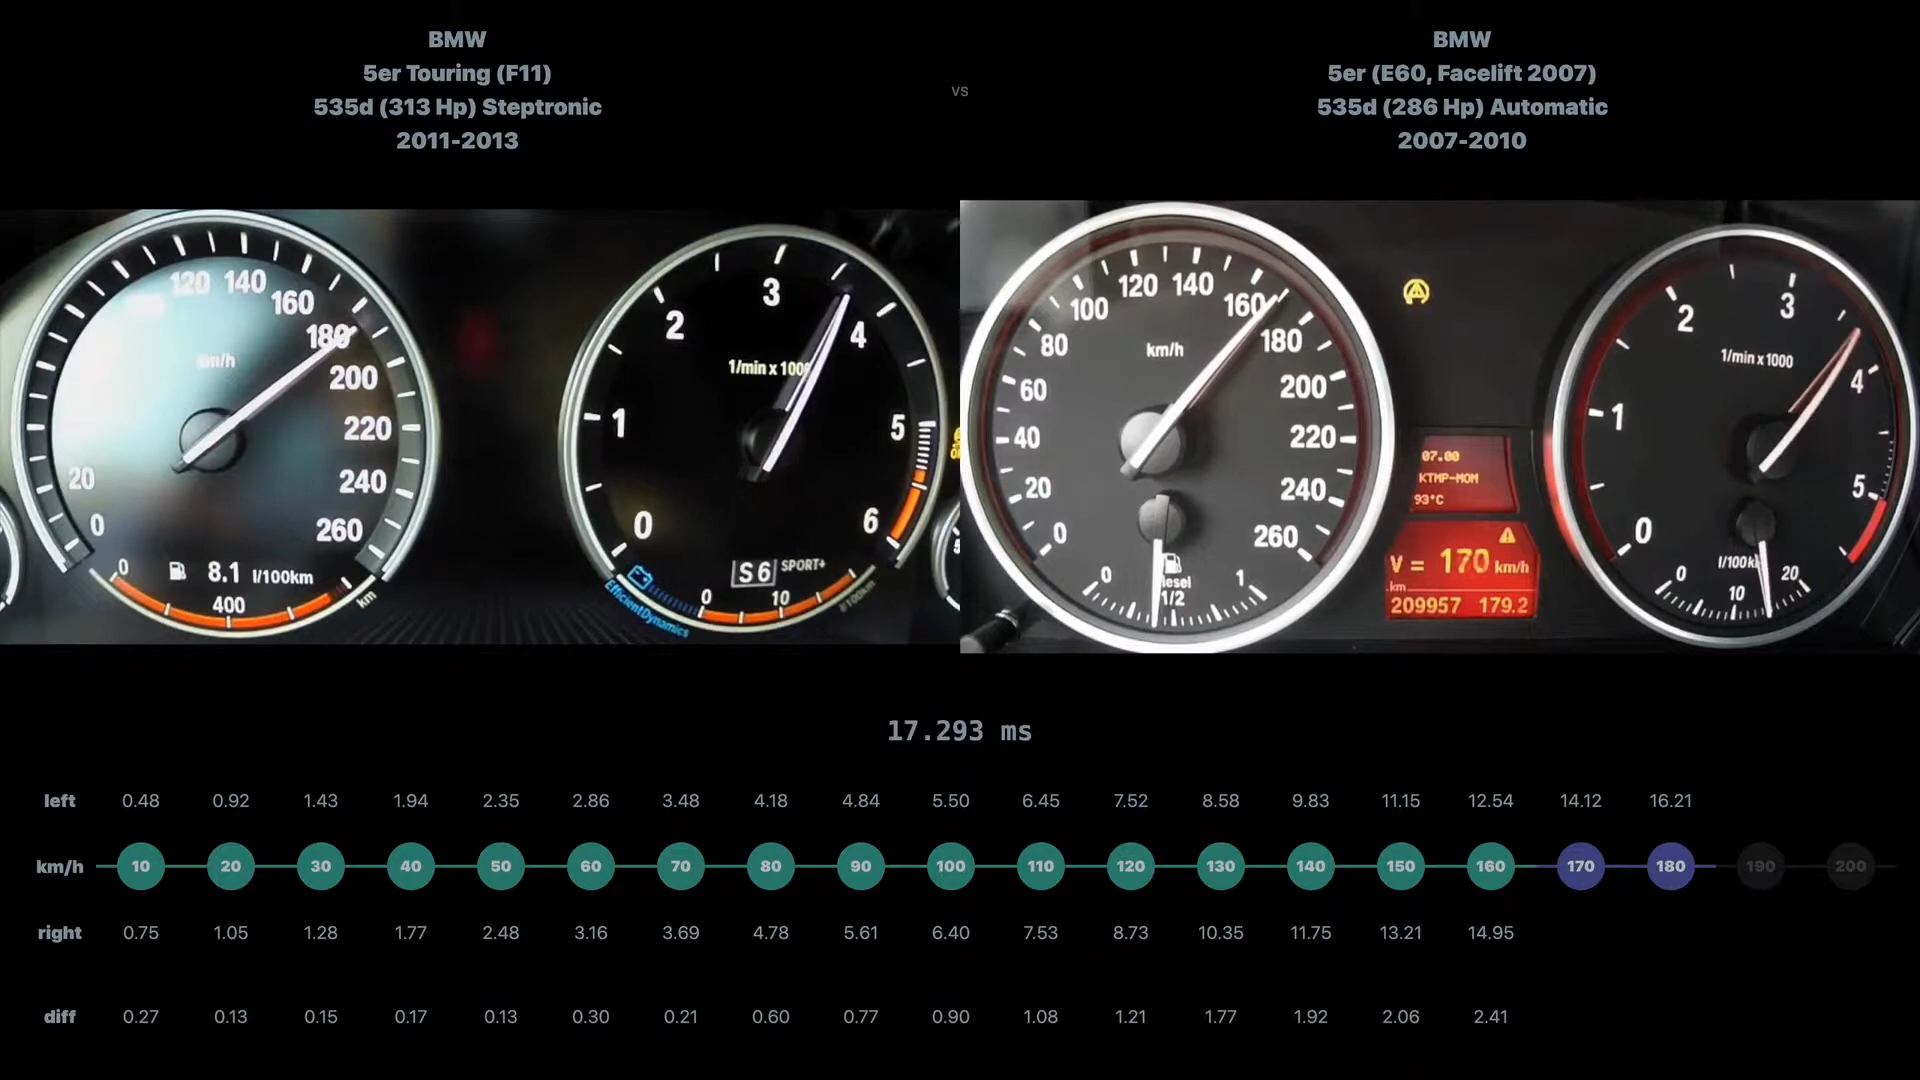 BMW
5er Touring (F11)
535d (313 Hp) Steptronic
2011-2013
vs
BMW
5er (E60, Facelift 2007)
535d (286 Hp) Automatic
2007-2010
120 140
160
180
200
220
240
260
20
0
km/h
0
400
km
8.1 l/100km
0
1
2
3
4
5
6
1/min x 1000
S 6 SPORT+
0
10
l/100km
EfficientDynamics
0
20
40
60
80
100
120
140
160
180
200
220
240
260
km/h
0
1/2
1
07.00
KTMP-MOM
93°C
V = 170 km/h
km
209957 179.2
0
1
2
3
4
5
1/min x 1000
0
10
20
17.293 ms
left 0.48 0.92 1.43 1.94 2.35 2.86 3.48 4.18 4.84 5.50 6.45 7.52 8.58 9.83 11.15 12.54 14.12 16.21
km/h 10 20 30 40 50 60 70 80 90 100 110 120 130 140 150 160 170 180 190 200
right 0.75 1.05 1.28 1.77 2.48 3.16 3.69 4.78 5.61 6.40 7.53 8.73 10.35 11.75 13.21 14.95
diff 0.27 0.13 0.15 0.17 0.13 0.30 0.21 0.60 0.77 0.90 1.08 1.21 1.77 1.92 2.06 2.41